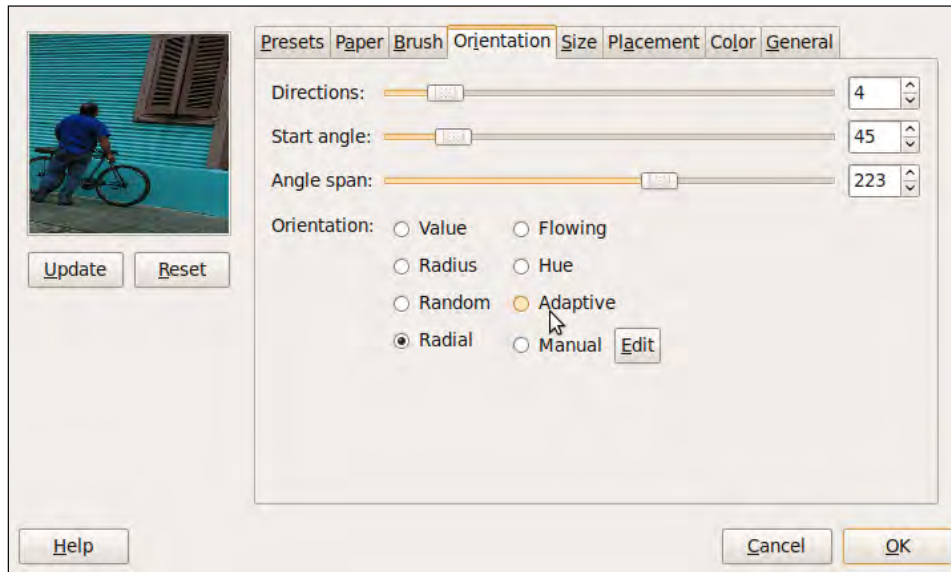 Presets Paper Brush Orientation Size Placement Color General
Directions: 4
Start angle: 45
Angle span: 223
Orientation: Value Flowing
Radius Hue
Random Adaptive
Radial Manual Edit
Update Reset
Help Cancel OK